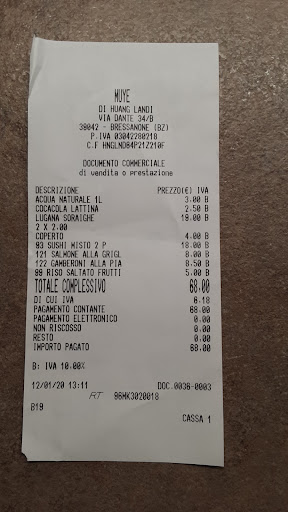 MUYE
DI HUANG LANDI
VIA DANTE 34/B
39042 - BRESSANONE (BZ)
P.IVA 03042280218
C.F HNGLND84P21Z210F
DOCUMENTO COMMERCIALE
di vendita o prestazione
DESCRIZIONE PREZZO(€) IVA
ACQUA NATURALE 1L 3.00 B
COCACOLA LATTINA 2.50 B
LUGANA SORAIGHE 19.00 B
2 X 2.00
COPERTO 4.00 B
93 SUSHI MISTO 2 P 18.00 B
121 SALMONE ALLA GRIGL 8.00 B
122 GAMBERONI ALLA PIA 8.50 B
99 RISO SALTATO FRUTTI 5.00 B
TOTALE COMPLESSIVO 68.00
DI CUI IVA 6.18
PAGAMENTO CONTANTE 68.00
PAGAMENTO ELETTRONICO 0.00
NON RISCOSSO 0.00
RESTO 0.00
IMPORTO PAGATO 68.00
B: IVA 10.00%
12/01/20 13:11 DOC.0036-0003
RT 96MK3020018
B19
CASSA 1